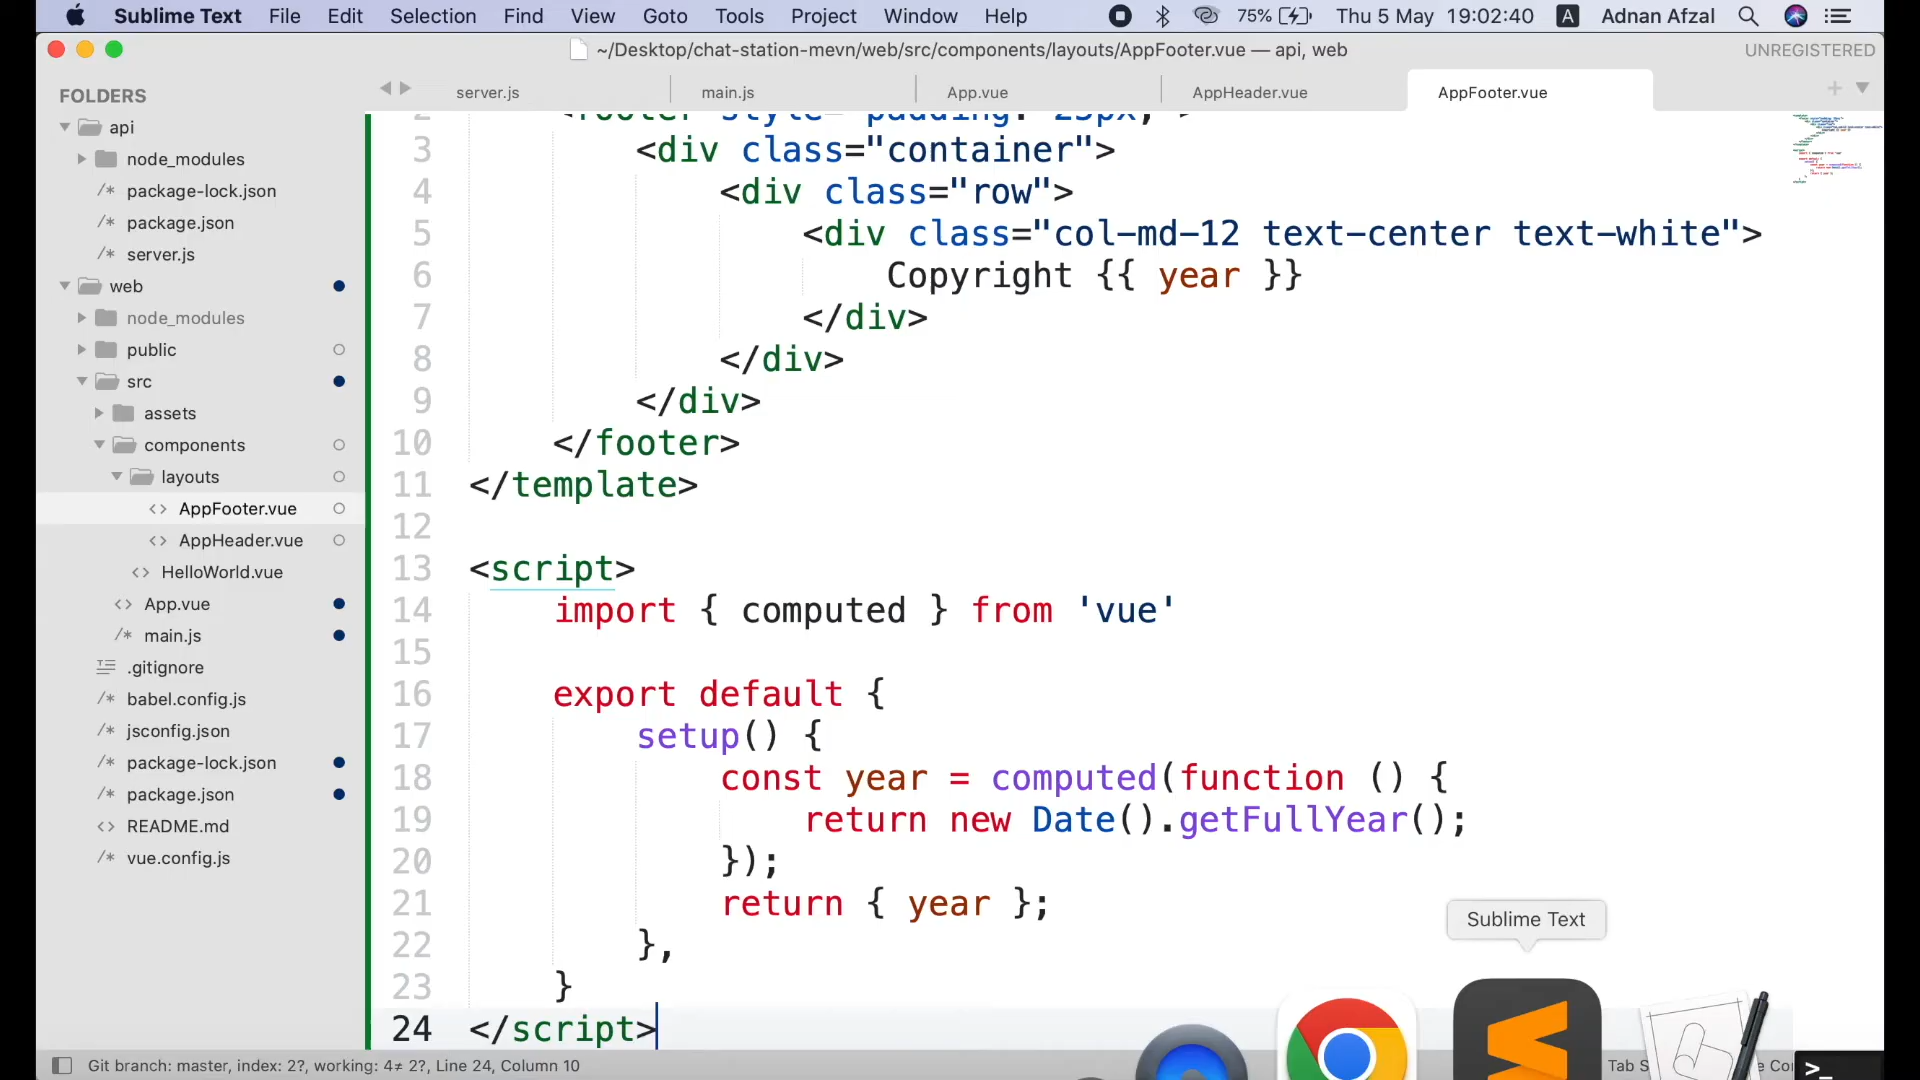 Sublime Text File Edit Selection Find View Goto Tools Project Window Help 75% Thu 5 May 19:02:40 A Adnan Afzal
~/Desktop/chat-station-mevn/web/src/components/layouts/AppFooter.vue — api, web UNREGISTERED
FOLDERS
api
node_modules
/* package-lock.json
/* package.json
/* server.js
web
node_modules
public
src
assets
components
layouts
<> AppFooter.vue
<> AppHeader.vue
<> HelloWorld.vue
<> App.vue
/* main.js
.gitignore
/* babel.config.js
/* jsconfig.json
/* package-lock.json
/* package.json
<> README.md
/* vue.config.js
server.js main.js App.vue AppHeader.vue AppFooter.vue
2 <footer style="padding: 25px;">
3 <div class="container">
4 <div class="row">
5 <div class="col-md-12 text-center text-white">
6 Copyright {{ year }}
7 </div>
8 </div>
9 </div>
10 </footer>
11 </template>
12
13 <script>
14 import { computed } from 'vue'
15
16 export default {
17 setup() {
18 const year = computed(function () {
19 return new Date().getFullYear();
20 });
21 return { year };
22 },
23 }
24 </script>
Sublime Text
Git branch: master, index: 2?, working: 4≠ 2?, Line 24, Column 10
Tab S
>_